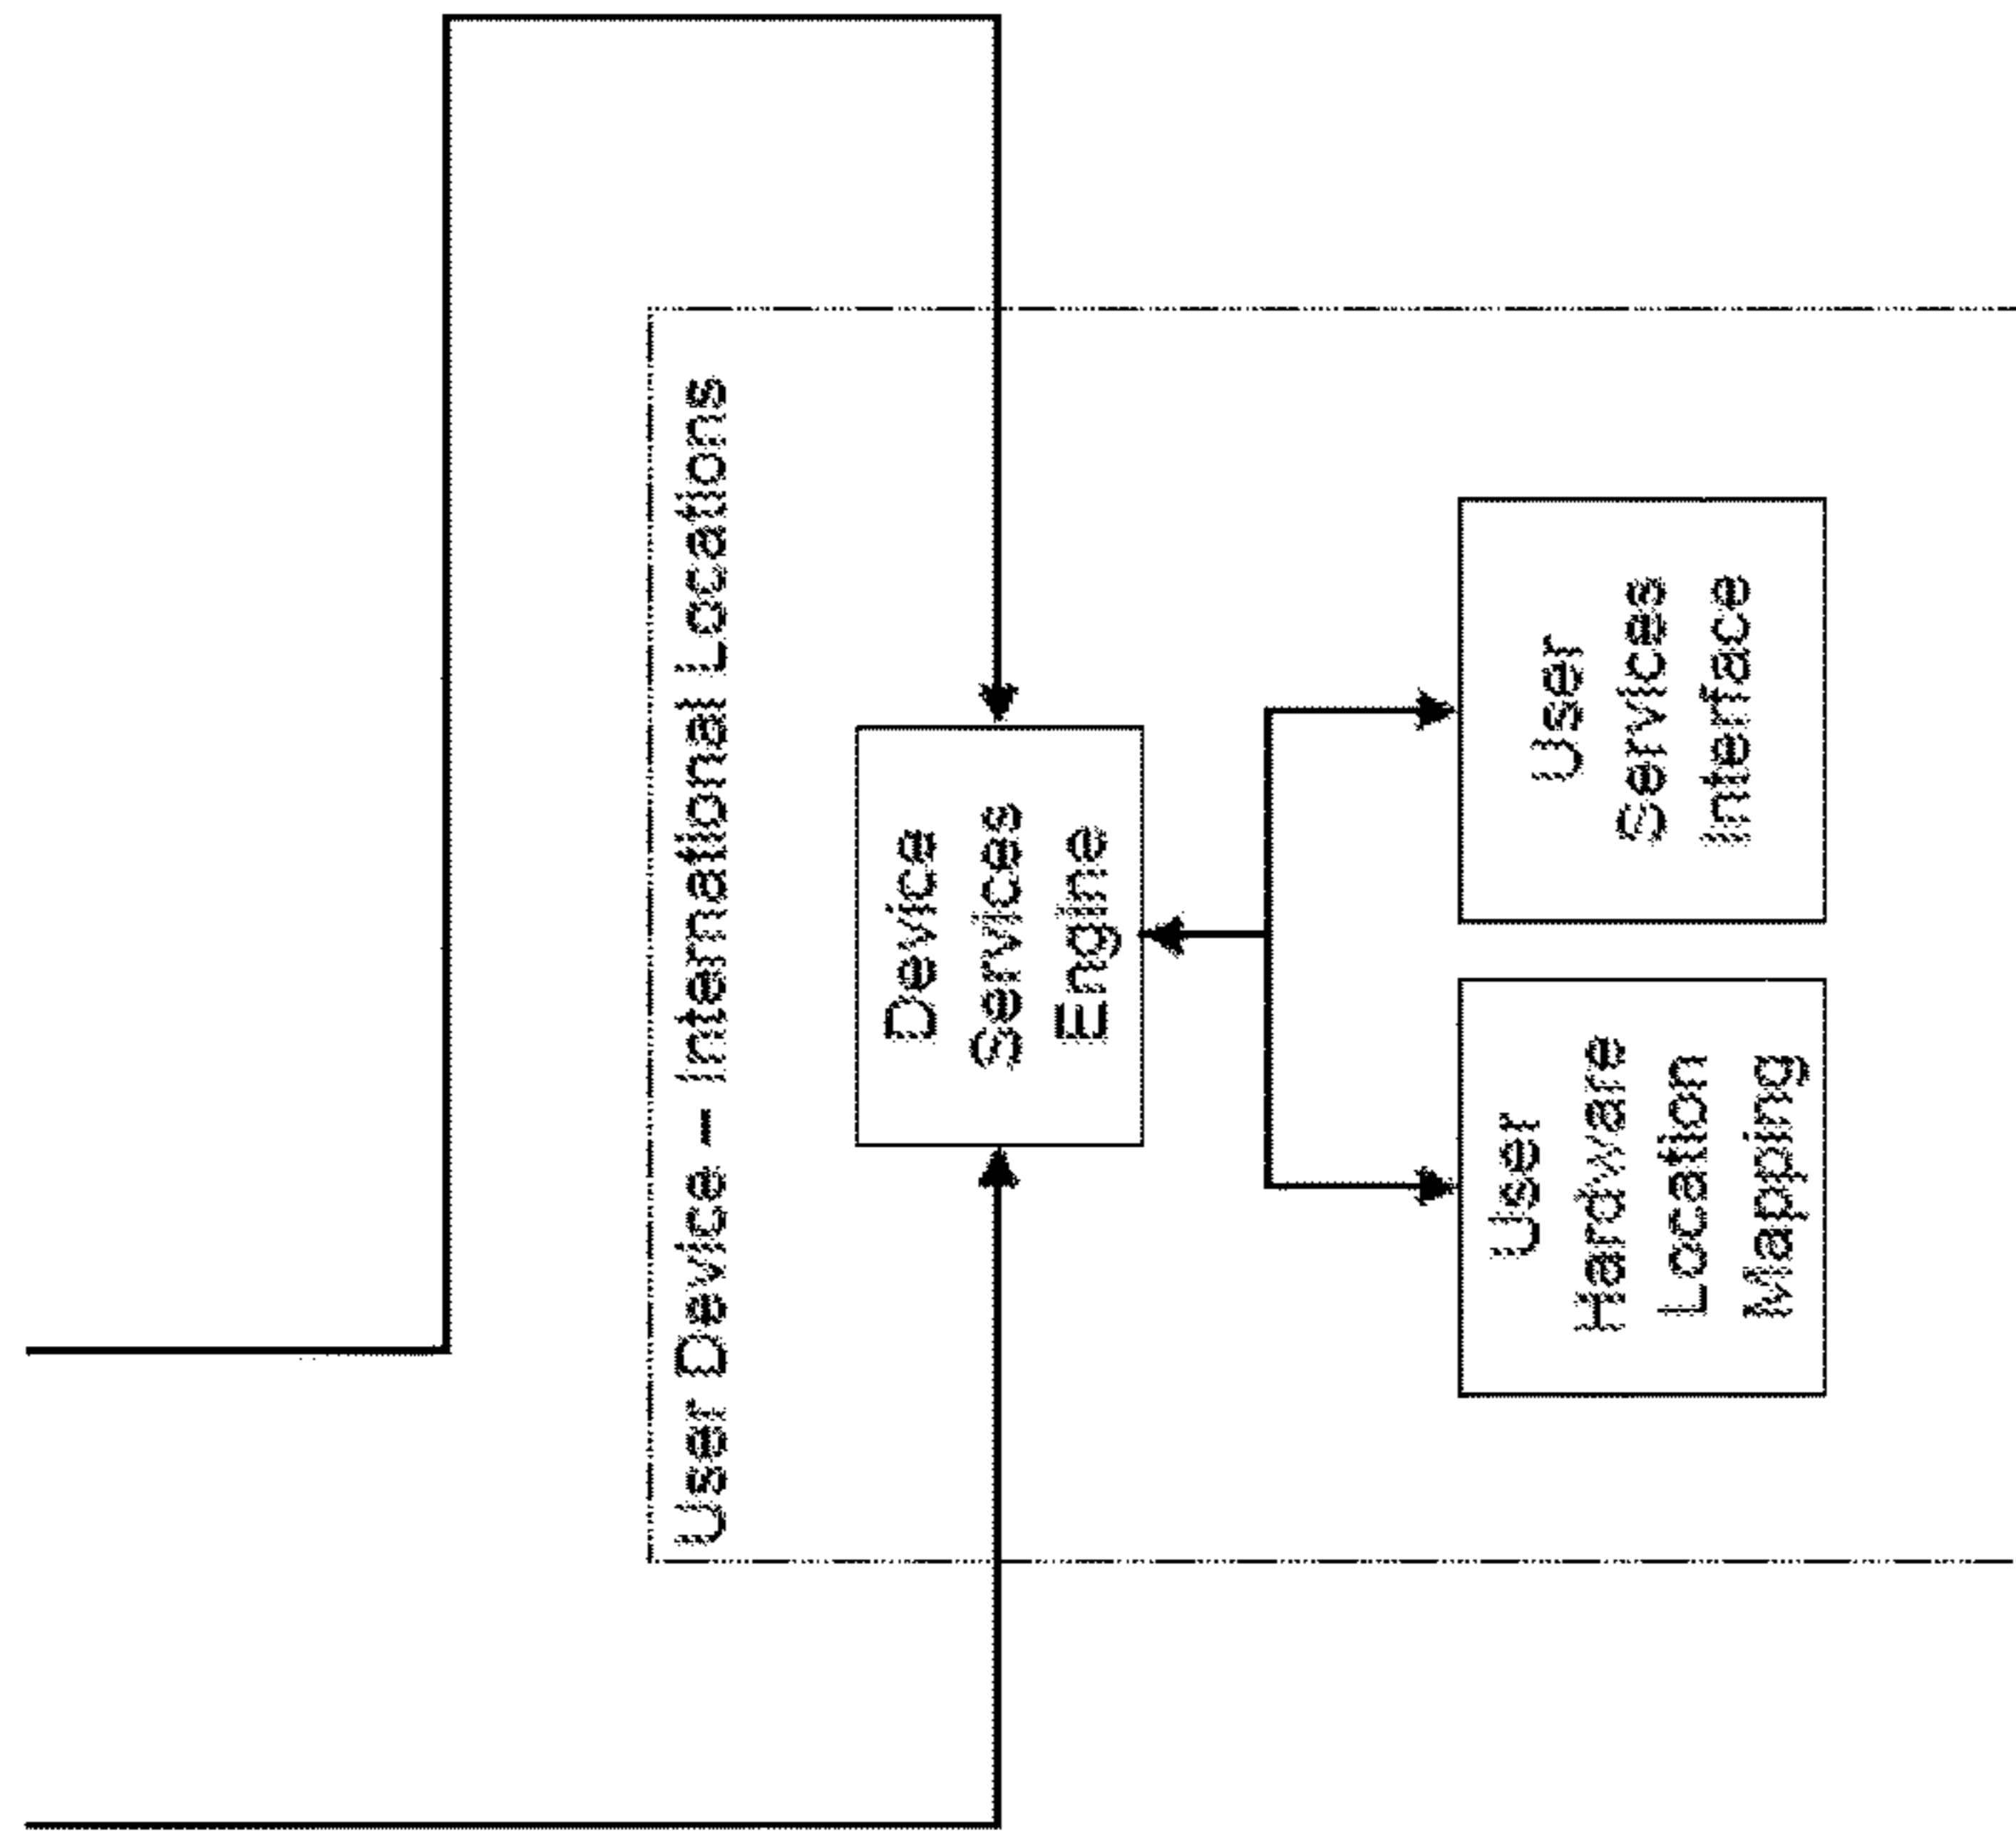 User Device – International Locations
Device
Services
Engine
User
Hardware
Location
Mapping
User
Services
Interface